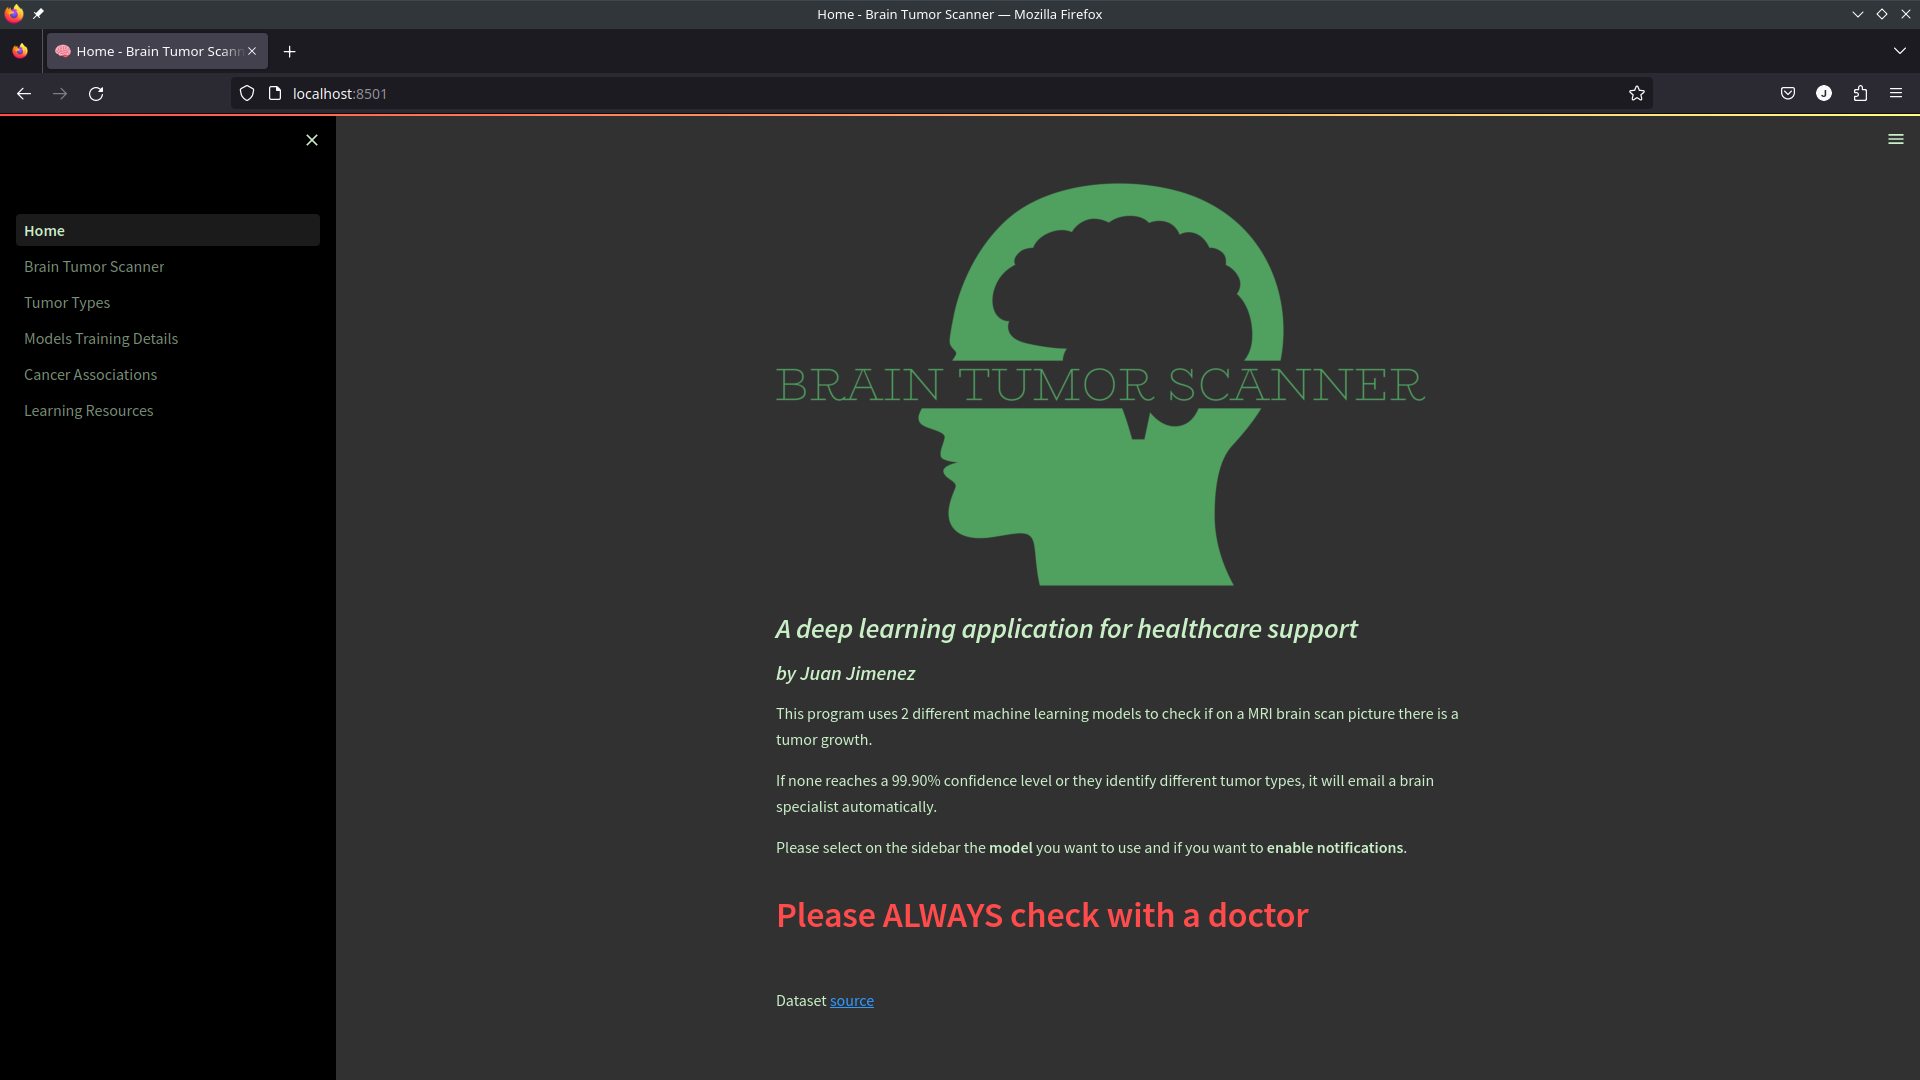 Home - Brain Tumor Scanner — Mozilla Firefox
Home - Brain Tumor Scann
localhost:8501
J
Home
Brain Tumor Scanner
Tumor Types
Models Training Details
Cancer Associations
Learning Resources
BRAIN TUMOR SCANNER
A deep learning application for healthcare support
by Juan Jimenez
This program uses 2 different machine learning models to check if on a MRI brain scan picture there is a
tumor growth.
If none reaches a 99.90% confidence level or they identify different tumor types, it will email a brain
specialist automatically.
Please select on the sidebar the model you want to use and if you want to enable notifications.
Please ALWAYS check with a doctor
Dataset source